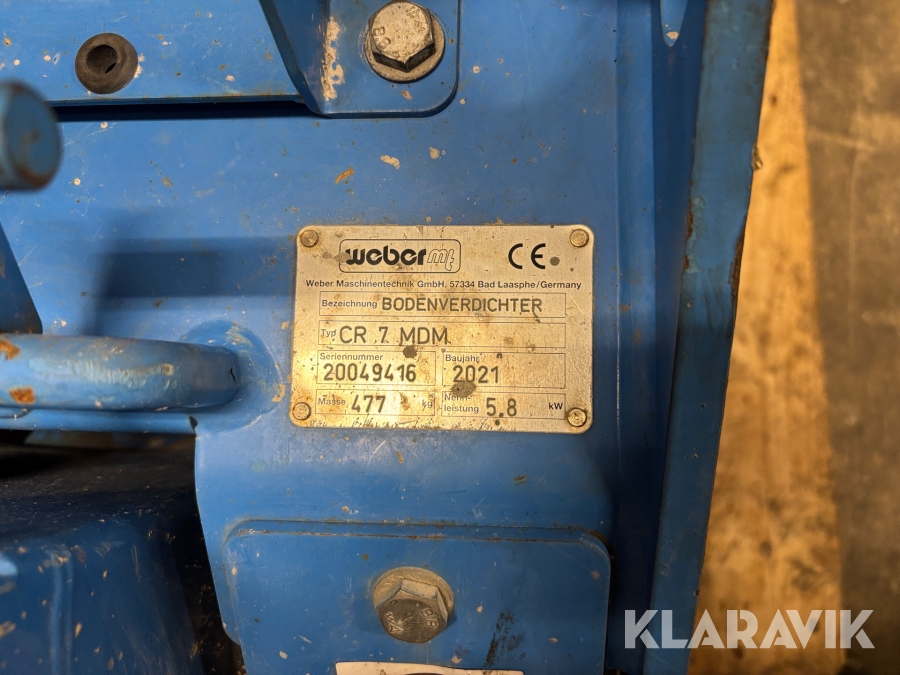 weber mt
CE
Weber Maschinentechnik GmbH, 57334 Bad Laasphe/Germany
Bezeichnung BODENVERDICHTER
Typ CR 7 MDM
Seriennummer Baujahr
20049416 2021
Masse 477 kg Nenn-
leistung 5,8 kW
KLARAVIK